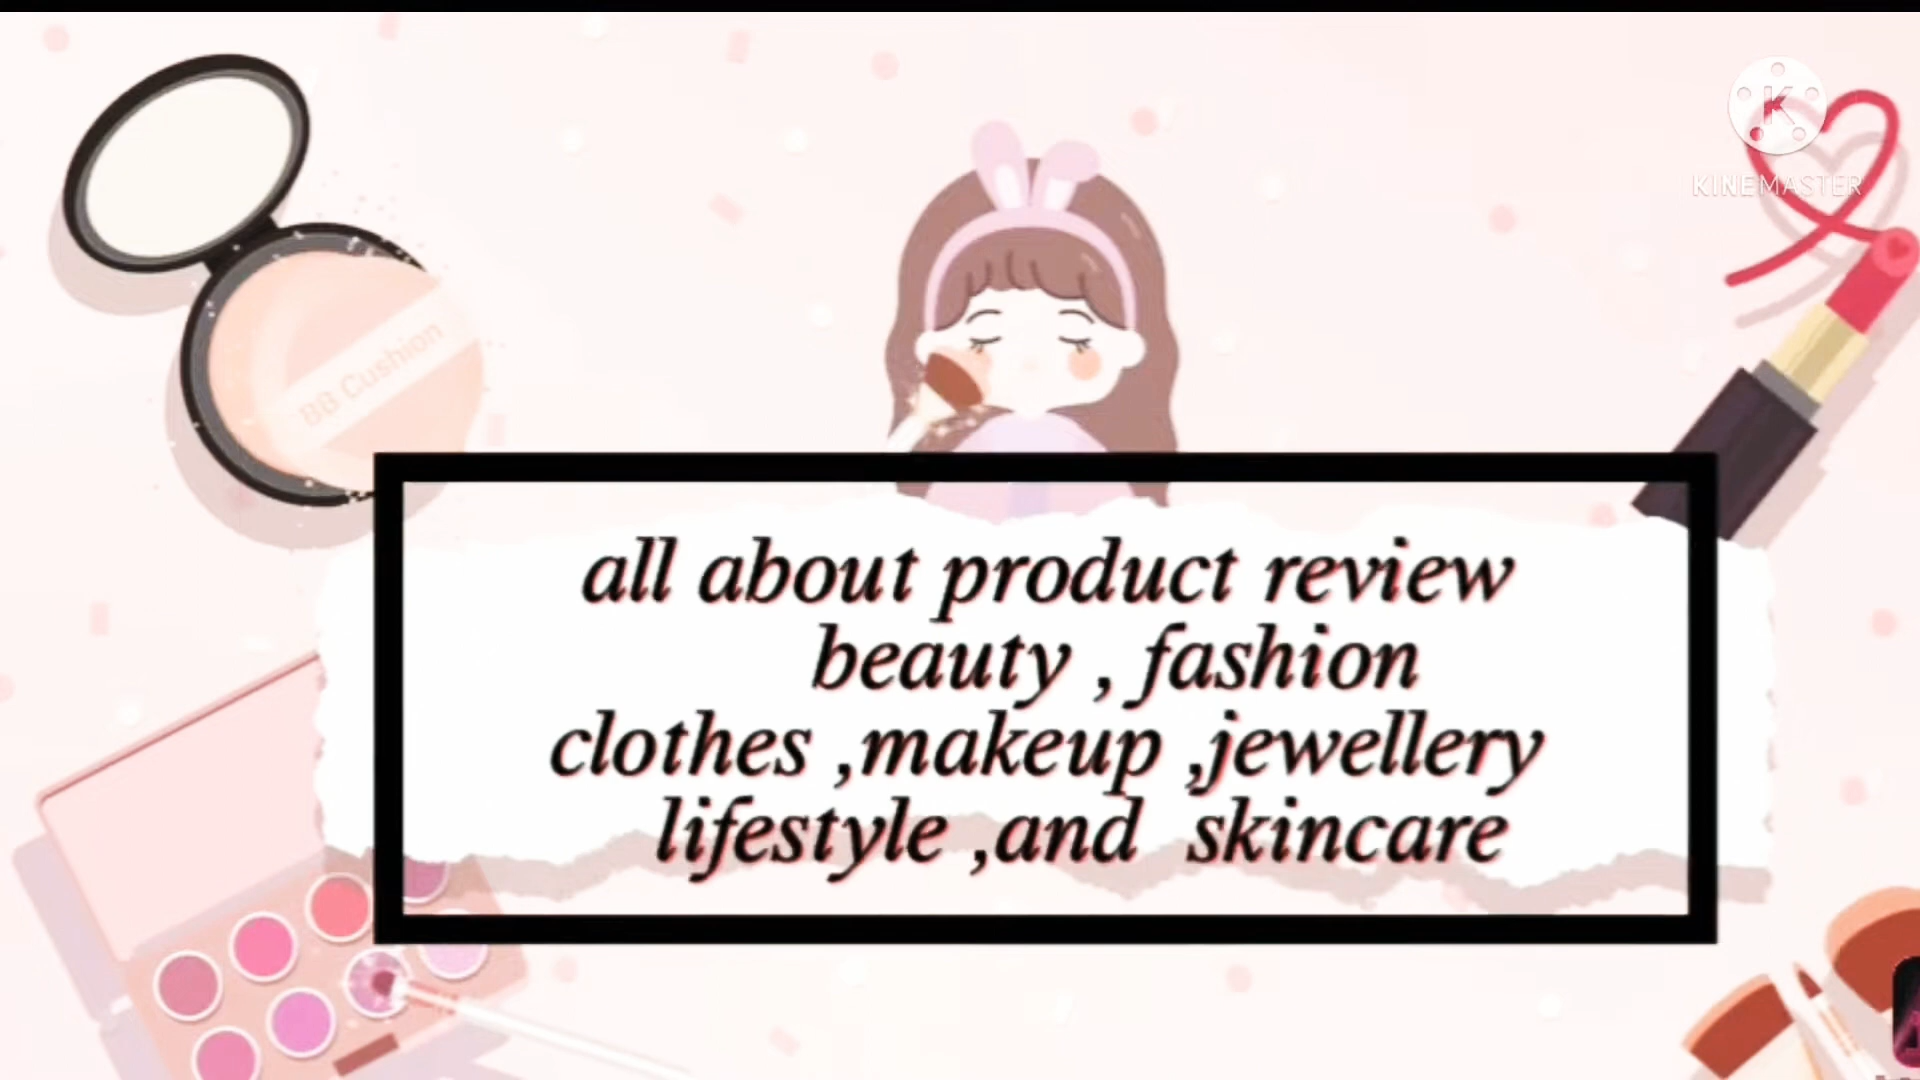 K
KINEMASTER
BB Cushion
all about product review
beauty , fashion
clothes ,makeup ,jewellery
lifestyle ,and skincare